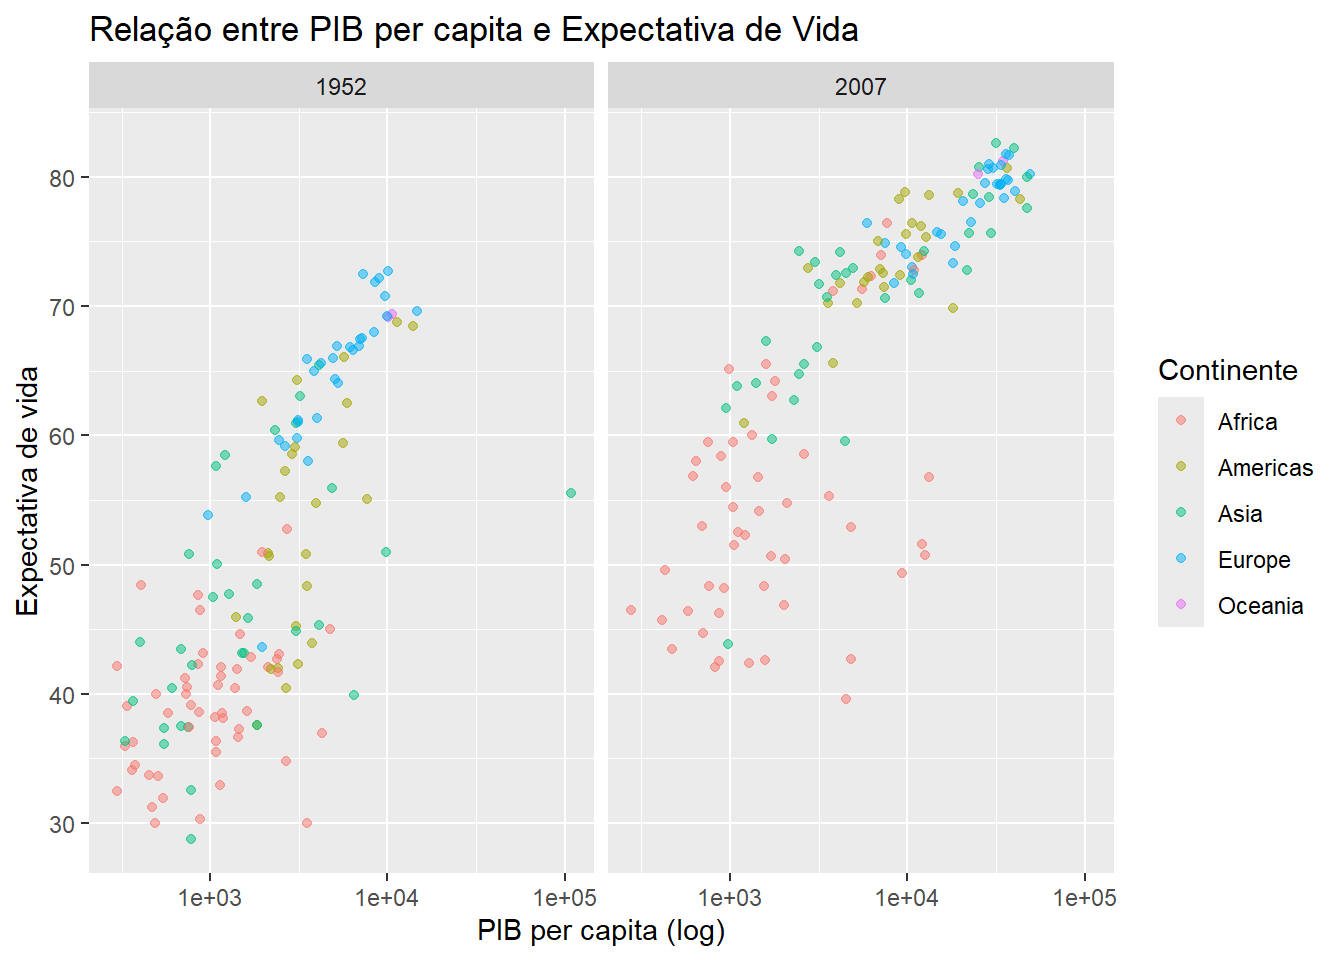 Relação entre PIB per capita e Expectativa de Vida
1952
2007
Expectativa de vida
80
70
60
50
40
30
1e+03
1e+04
1e+05
1e+03
1e+04
1e+05
PIB per capita (log)
Continente
Africa
Americas
Asia
Europe
Oceania